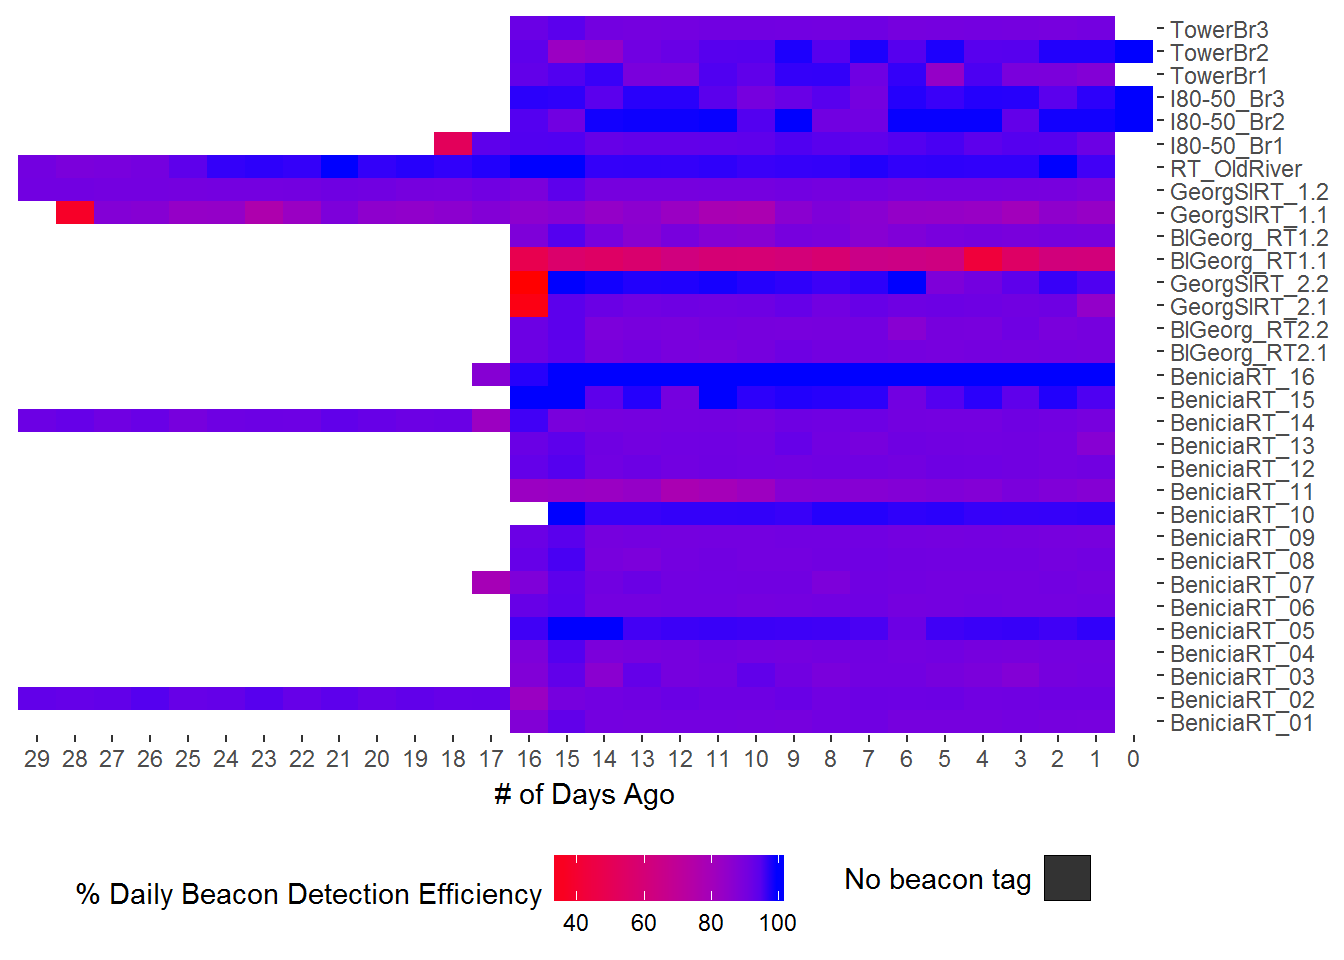 TowerBr3
TowerBr2
TowerBr1
I80-50_Br3
I80-50_Br2
I80-50_Br1
RT_OldRiver
GeorgSlRT_1.2
GeorgSlRT_1.1
BlGeorg_RT1.2
BlGeorg_RT1.1
GeorgSlRT_2.2
GeorgSlRT_2.1
BlGeorg_RT2.2
BlGeorg_RT2.1
BeniciaRT_16
BeniciaRT_15
BeniciaRT_14
BeniciaRT_13
BeniciaRT_12
BeniciaRT_11
BeniciaRT_10
BeniciaRT_09
BeniciaRT_08
BeniciaRT_07
BeniciaRT_06
BeniciaRT_05
BeniciaRT_04
BeniciaRT_03
BeniciaRT_02
BeniciaRT_01
29 28 27 26 25 24 23 22 21 20 19 18 17 16 15 14 13 12 11 10 9 8 7 6 5 4 3 2 1 0
# of Days Ago
% Daily Beacon Detection Efficiency
40 60 80 100
No beacon tag